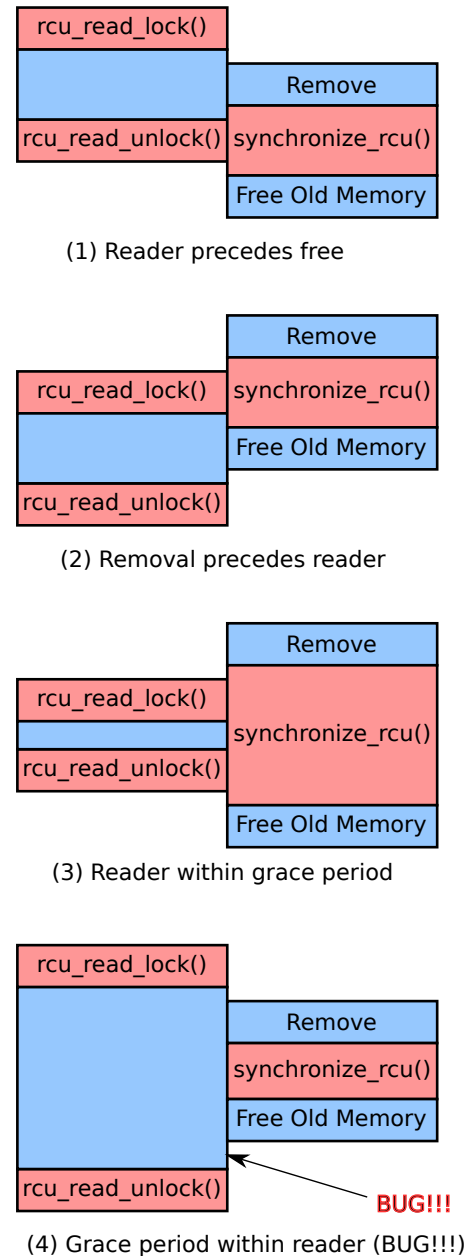 rcu_read_lock()
Remove
rcu_read_unlock()
synchronize_rcu()
Free Old Memory
(1) Reader precedes free
Remove
rcu_read_lock()
synchronize_rcu()
Free Old Memory
rcu_read_unlock()
(2) Removal precedes reader
Remove
rcu_read_lock()
synchronize_rcu()
rcu_read_unlock()
Free Old Memory
(3) Reader within grace period
rcu_read_lock()
Remove
synchronize_rcu()
Free Old Memory
rcu_read_unlock()
BUG!!!
(4) Grace period within reader (BUG!!!)